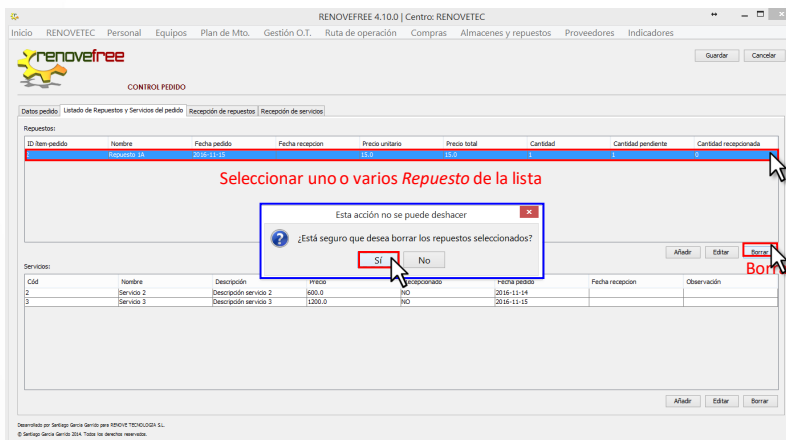 RENOVEFREE 4.10.0 | Centro: RENOVETEC
Inicio RENOVETEC Personal Equipos Plan de Mto. Gestión O.T. Ruta de operación Compras Almacenes y repuestos Proveedores Indicadores
renovefree
Guardar Cancelar
CONTROL PEDIDO
Datos pedido Listado de Repuestos y Servicios del pedido Recepción de repuestos Recepción de servicios
Repuestos:
ID ítem-pedido Nombre Fecha pedido Fecha recepcion Precio unitario Precio total Cantidad Cantidad pendiente Cantidad recepcionada
Repuesto 1A 2016-11-15 15.0 15.0 1 1 0
Seleccionar uno o varios Repuesto de la lista
Esta acción no se puede deshacer
¿Está seguro que desea borrar los repuestos seleccionados?
Sí No
Añadir Editar Borrar
Borr
Servicios:
Cód Nombre Descripción Precio Recepcionado Fecha pedido Fecha recepcion Observación
2 Servicio 2 Descripción servicio 2 600.0 NO 2016-11-14
3 Servicio 3 Descripción servicio 3 1200.0 NO 2016-11-15
Añadir Editar Borrar
Desarrollado por Santiago García Garrido para RENOVE TECNOLOGÍA S.L.
© Santiago García Garrido 2014. Todos los derechos reservados.